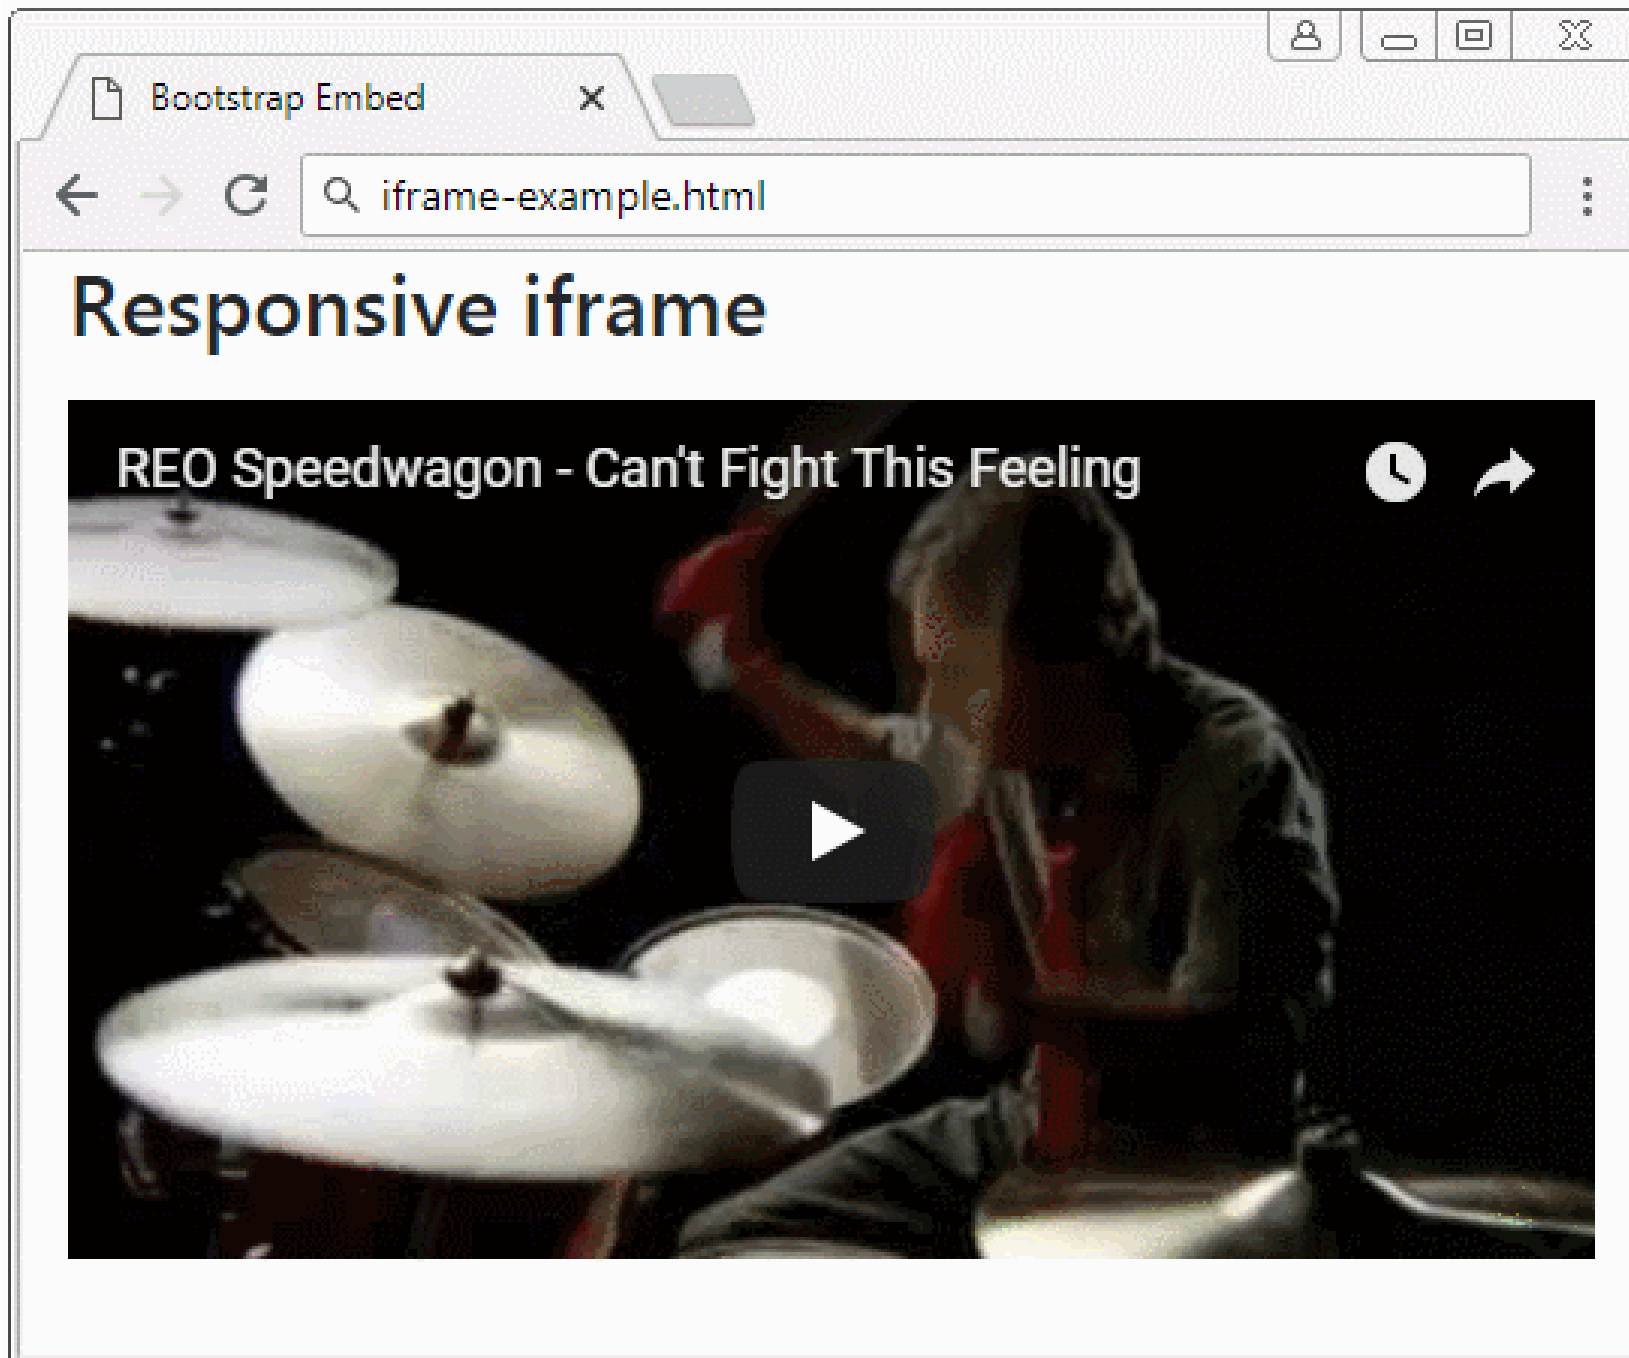 Bootstrap Embed
iframe-example.html
Responsive iframe
REO Speedwagon - Can't Fight This Feeling